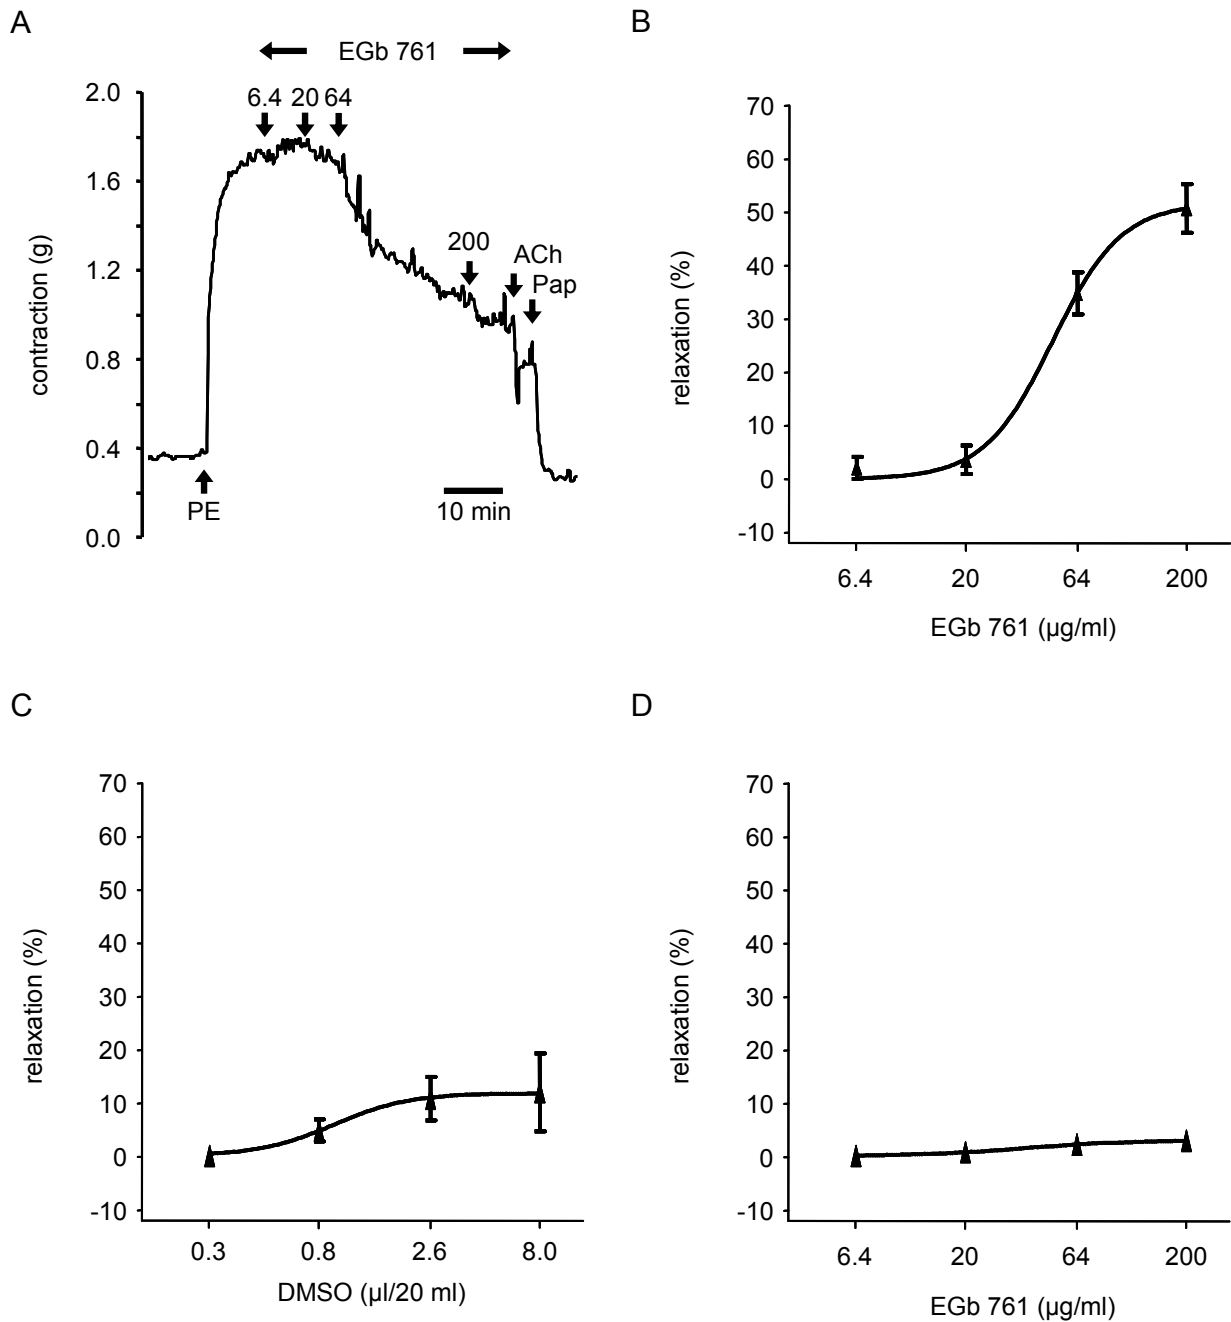 A
EGb 761
6.4 20 64
2.0
1.6
1.2
0.8
0.4
0.0
contraction (g)
200
ACh
Pap
PE
10 min
B
70
60
50
40
30
20
10
0
-10
relaxation (%)
6.4 20 64 200
EGb 761 (µg/ml)
C
70
60
50
40
30
20
10
0
-10
relaxation (%)
0.3 0.8 2.6 8.0
DMSO (µl/20 ml)
D
70
60
50
40
30
20
10
0
-10
relaxation (%)
6.4 20 64 200
EGb 761 (µg/ml)